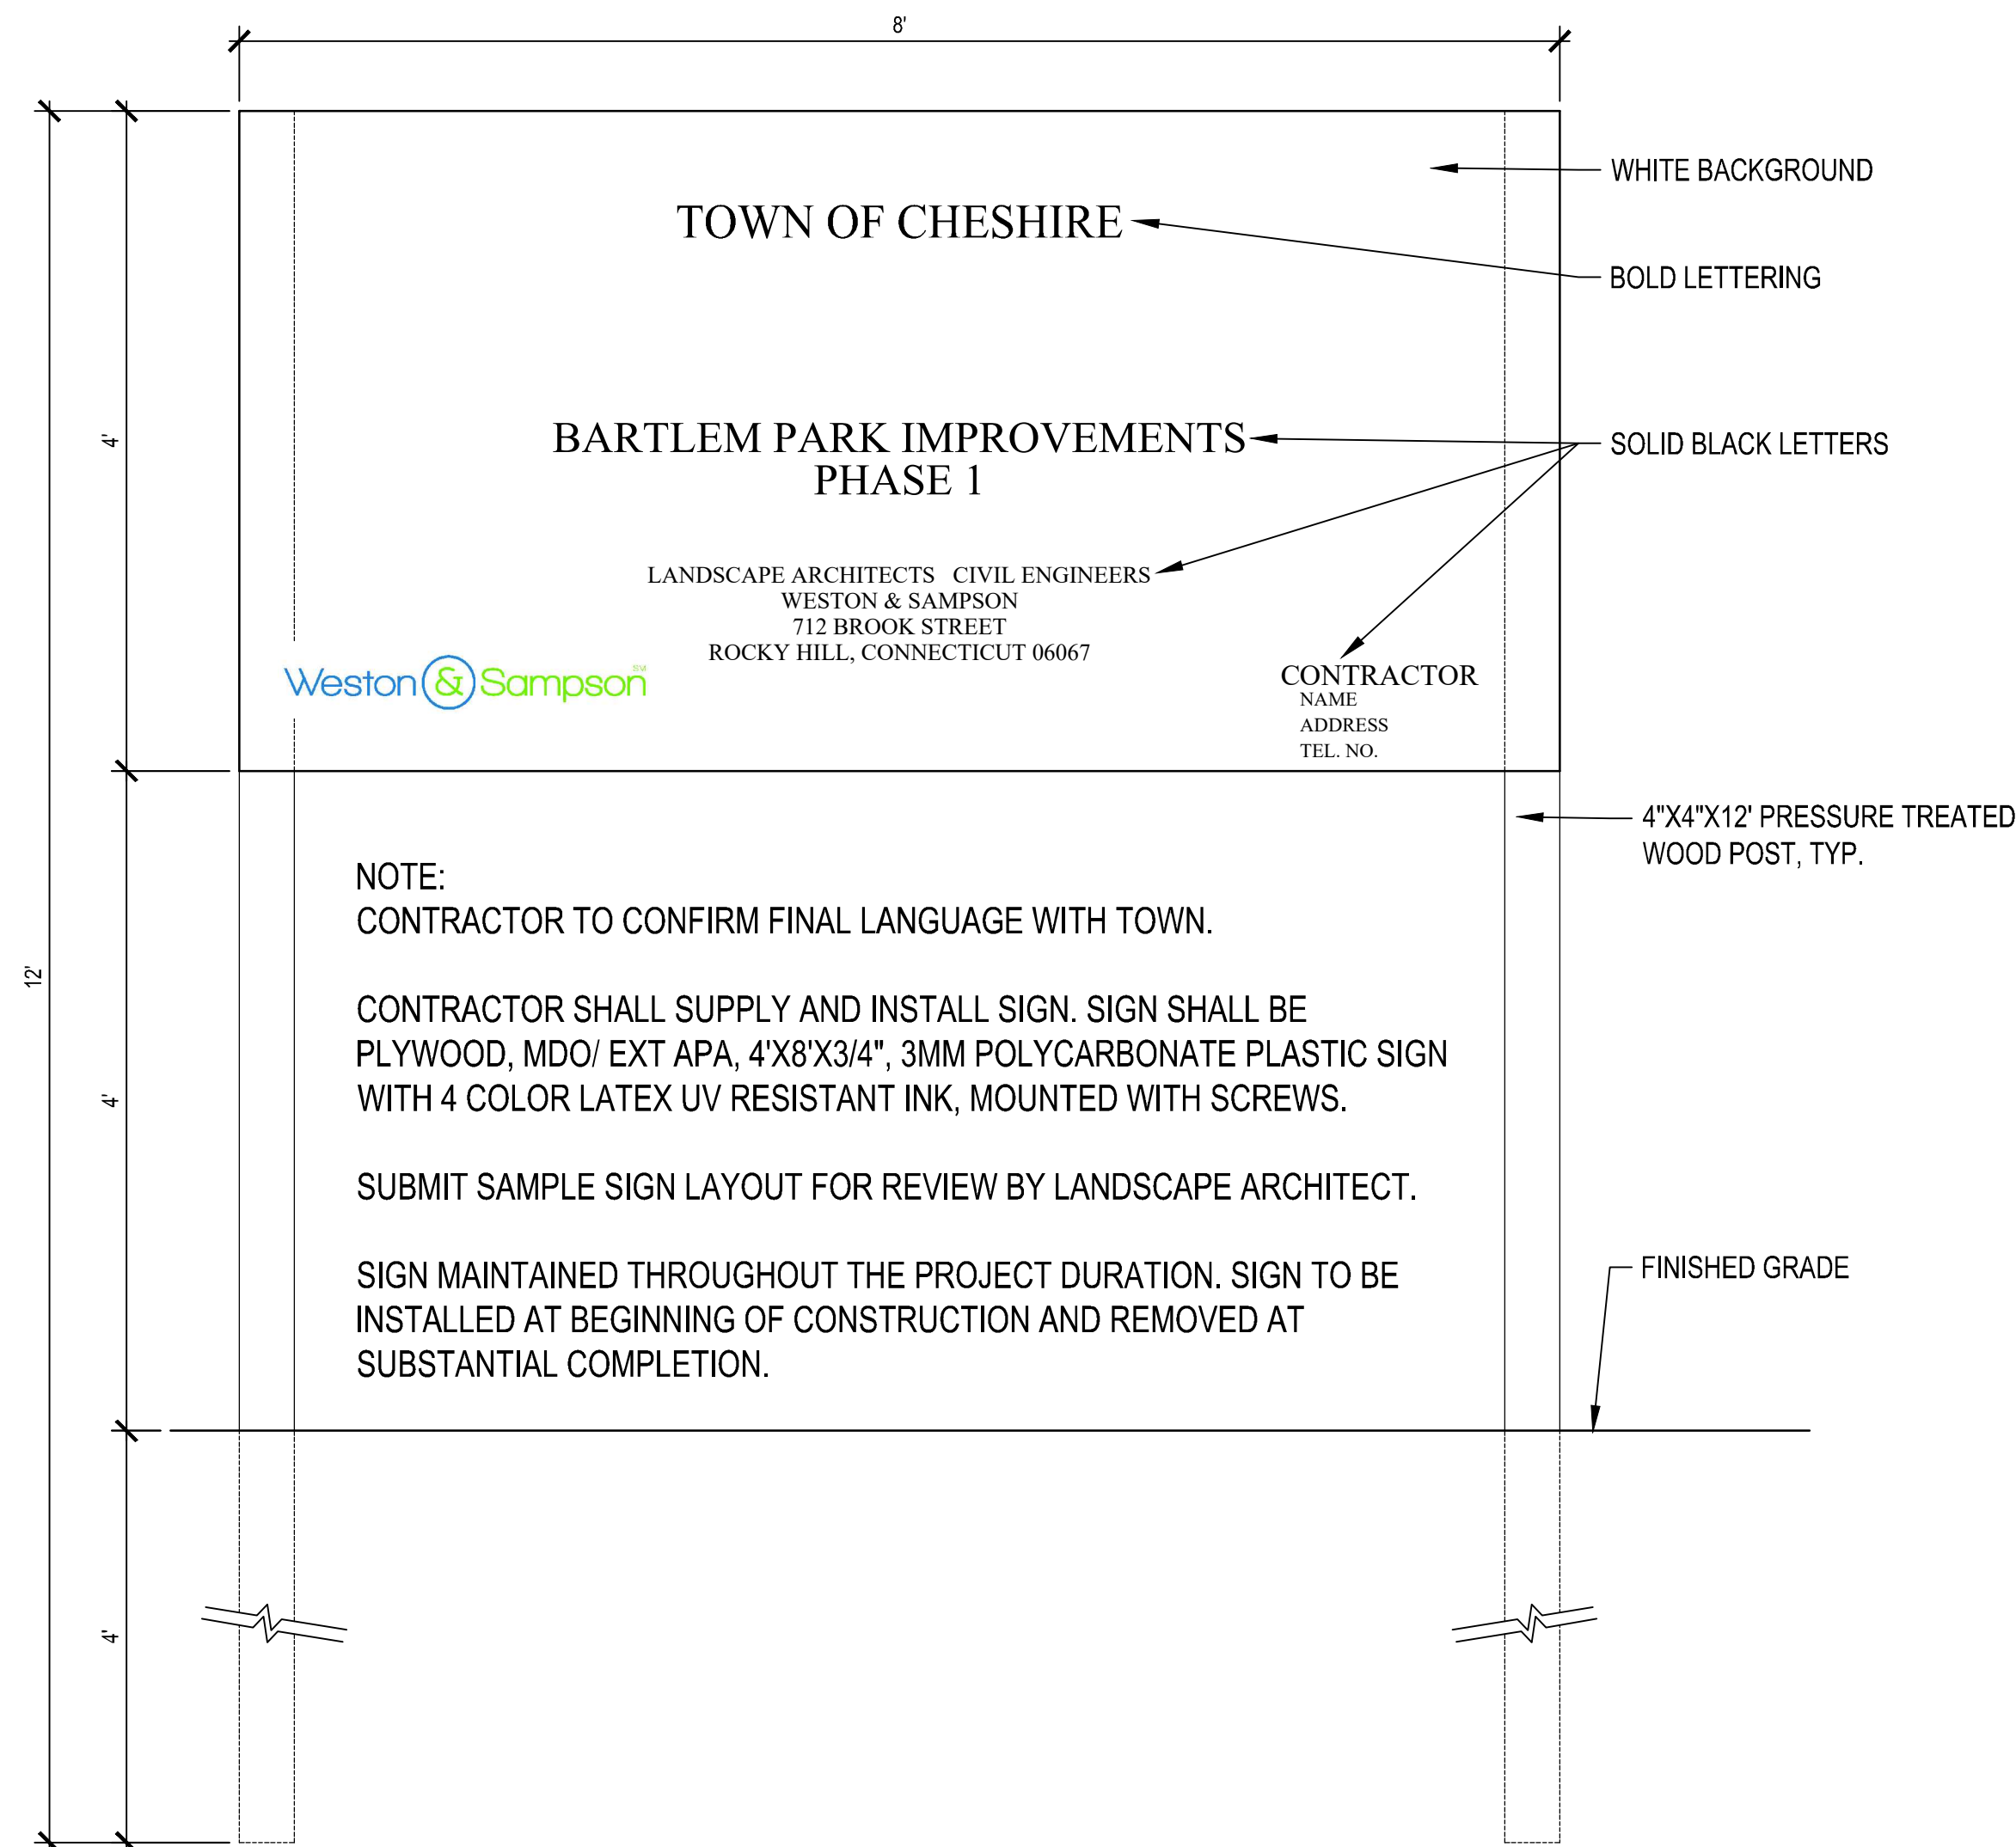 8'
WHITE BACKGROUND
TOWN OF CHESHIRE
BOLD LETTERING
4'
BARTLEM PARK IMPROVEMENTS
PHASE 1
SOLID BLACK LETTERS
LANDSCAPE ARCHITECTS CIVIL ENGINEERS
WESTON & SAMPSON
712 BROOK STREET
ROCKY HILL, CONNECTICUT 06067
Weston & Sampson SM
CONTRACTOR
NAME
ADDRESS
TEL. NO.
4"X4"X12' PRESSURE TREATED
WOOD POST, TYP.
NOTE:
CONTRACTOR TO CONFIRM FINAL LANGUAGE WITH TOWN.
12'
CONTRACTOR SHALL SUPPLY AND INSTALL SIGN. SIGN SHALL BE
PLYWOOD, MDO/ EXT APA, 4'X8'X3/4", 3MM POLYCARBONATE PLASTIC SIGN
WITH 4 COLOR LATEX UV RESISTANT INK, MOUNTED WITH SCREWS.
4'
SUBMIT SAMPLE SIGN LAYOUT FOR REVIEW BY LANDSCAPE ARCHITECT.
SIGN MAINTAINED THROUGHOUT THE PROJECT DURATION. SIGN TO BE
INSTALLED AT BEGINNING OF CONSTRUCTION AND REMOVED AT
SUBSTANTIAL COMPLETION.
FINISHED GRADE
4'